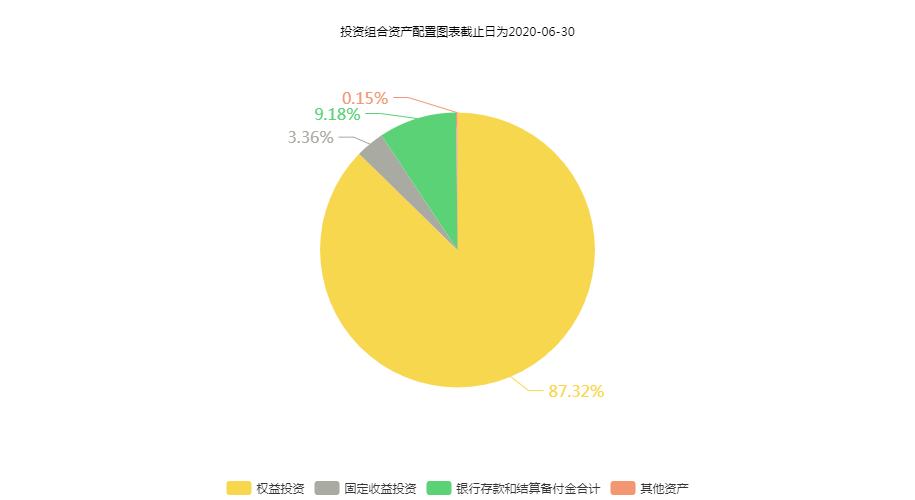 投资组合资产配置图表截止日为2020-06-30
0.15%
9.18%
3.36%
87.32%
权益投资 固定收益投资 银行存款和结算备付金合计 其他资产